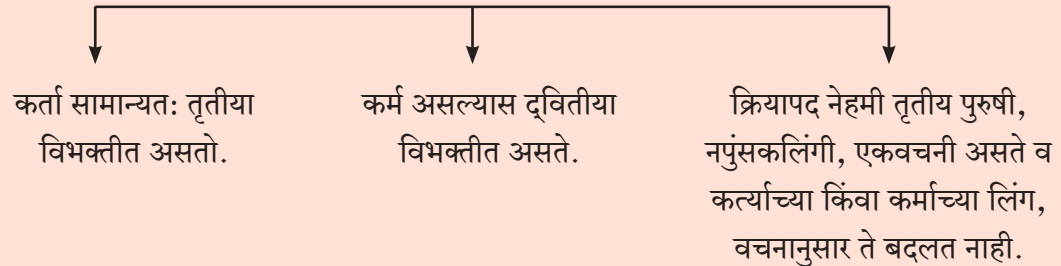 कर्ता सामान्यत: तृतीया
विभक्तीत असतो.
कर्म असल्यास द्‌वितीया
विभक्तीत असते.
क्रियापद नेहमी तृतीय पुरुषी,
नपुंसकलिंगी, एकवचनी असते व
कर्त्याच्या किंवा कर्माच्या लिंग,
वचनानुसार ते बदलत नाही.